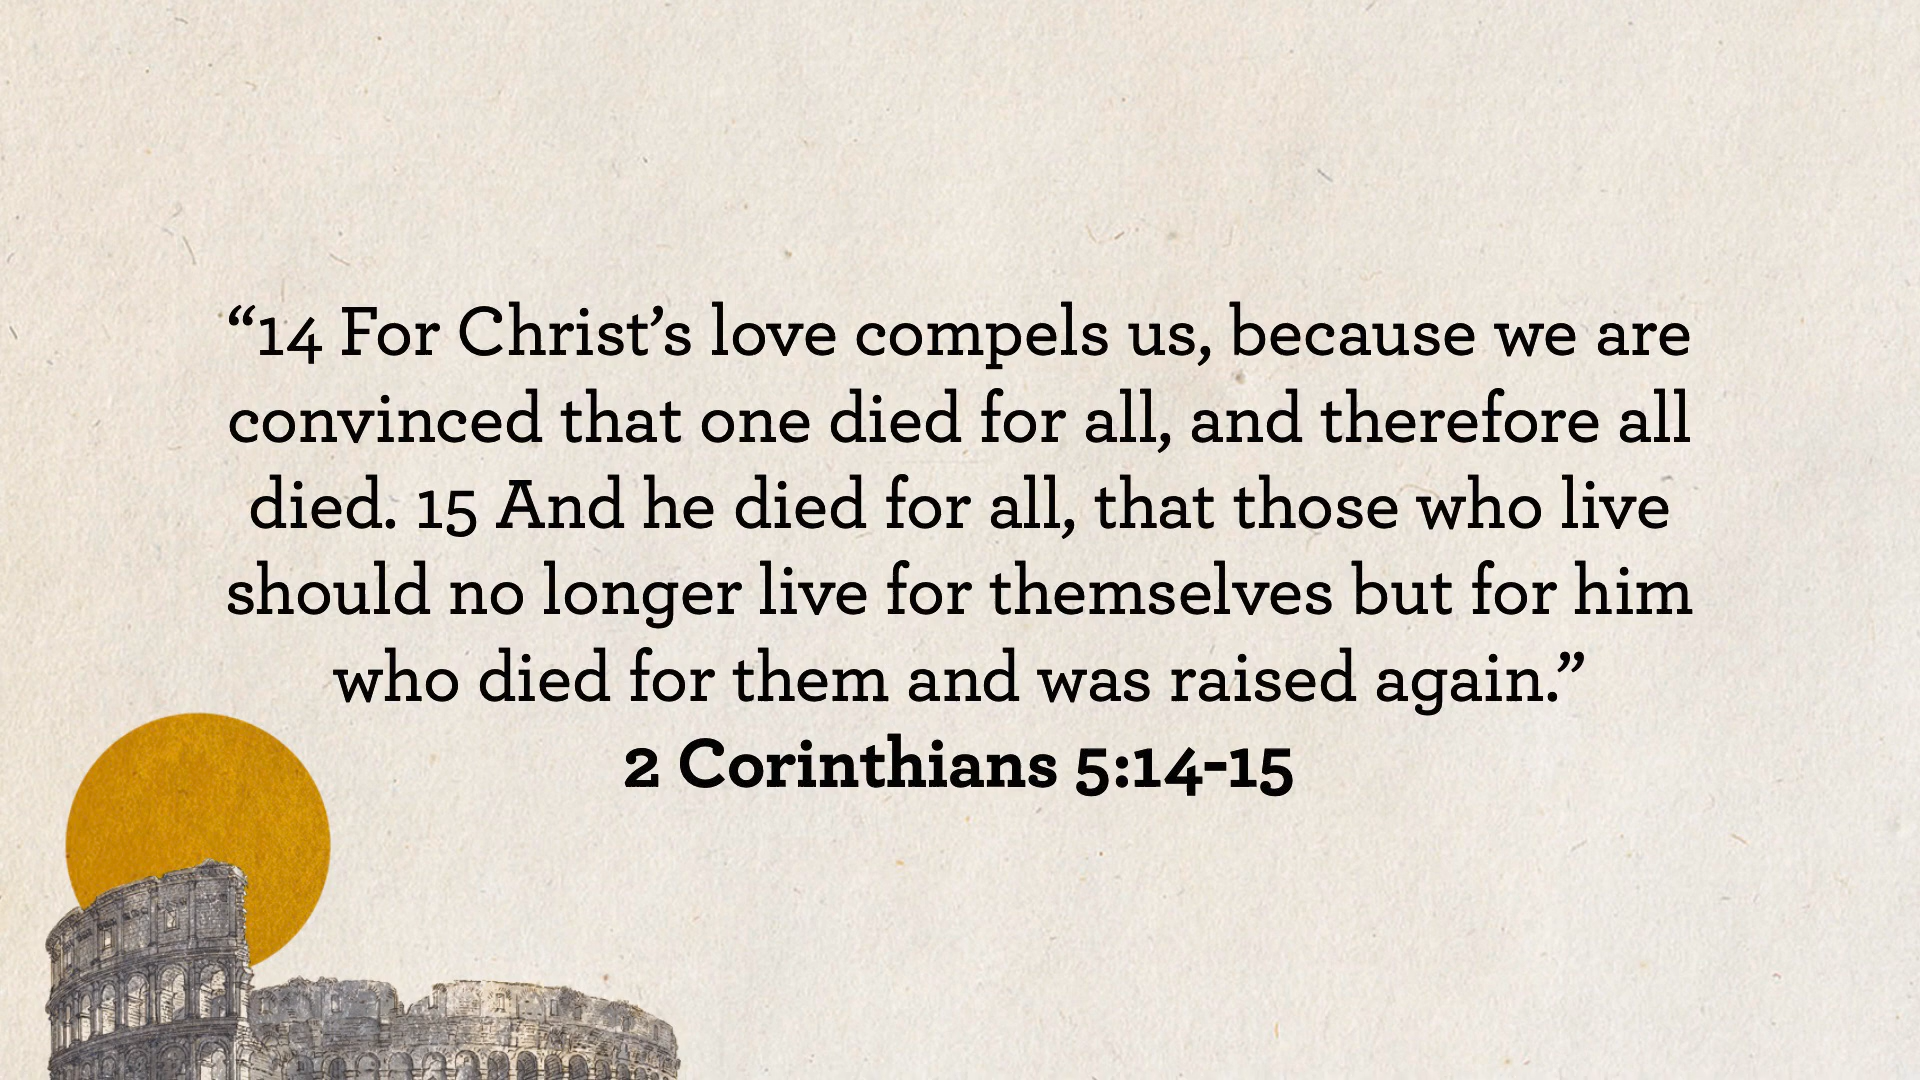 “14 For Christ’s love compels us, because we are
convinced that one died for all, and therefore all
died. 15 And he died for all, that those who live
should no longer live for themselves but for him
who died for them and was raised again.”
2 Corinthians 5:14-15